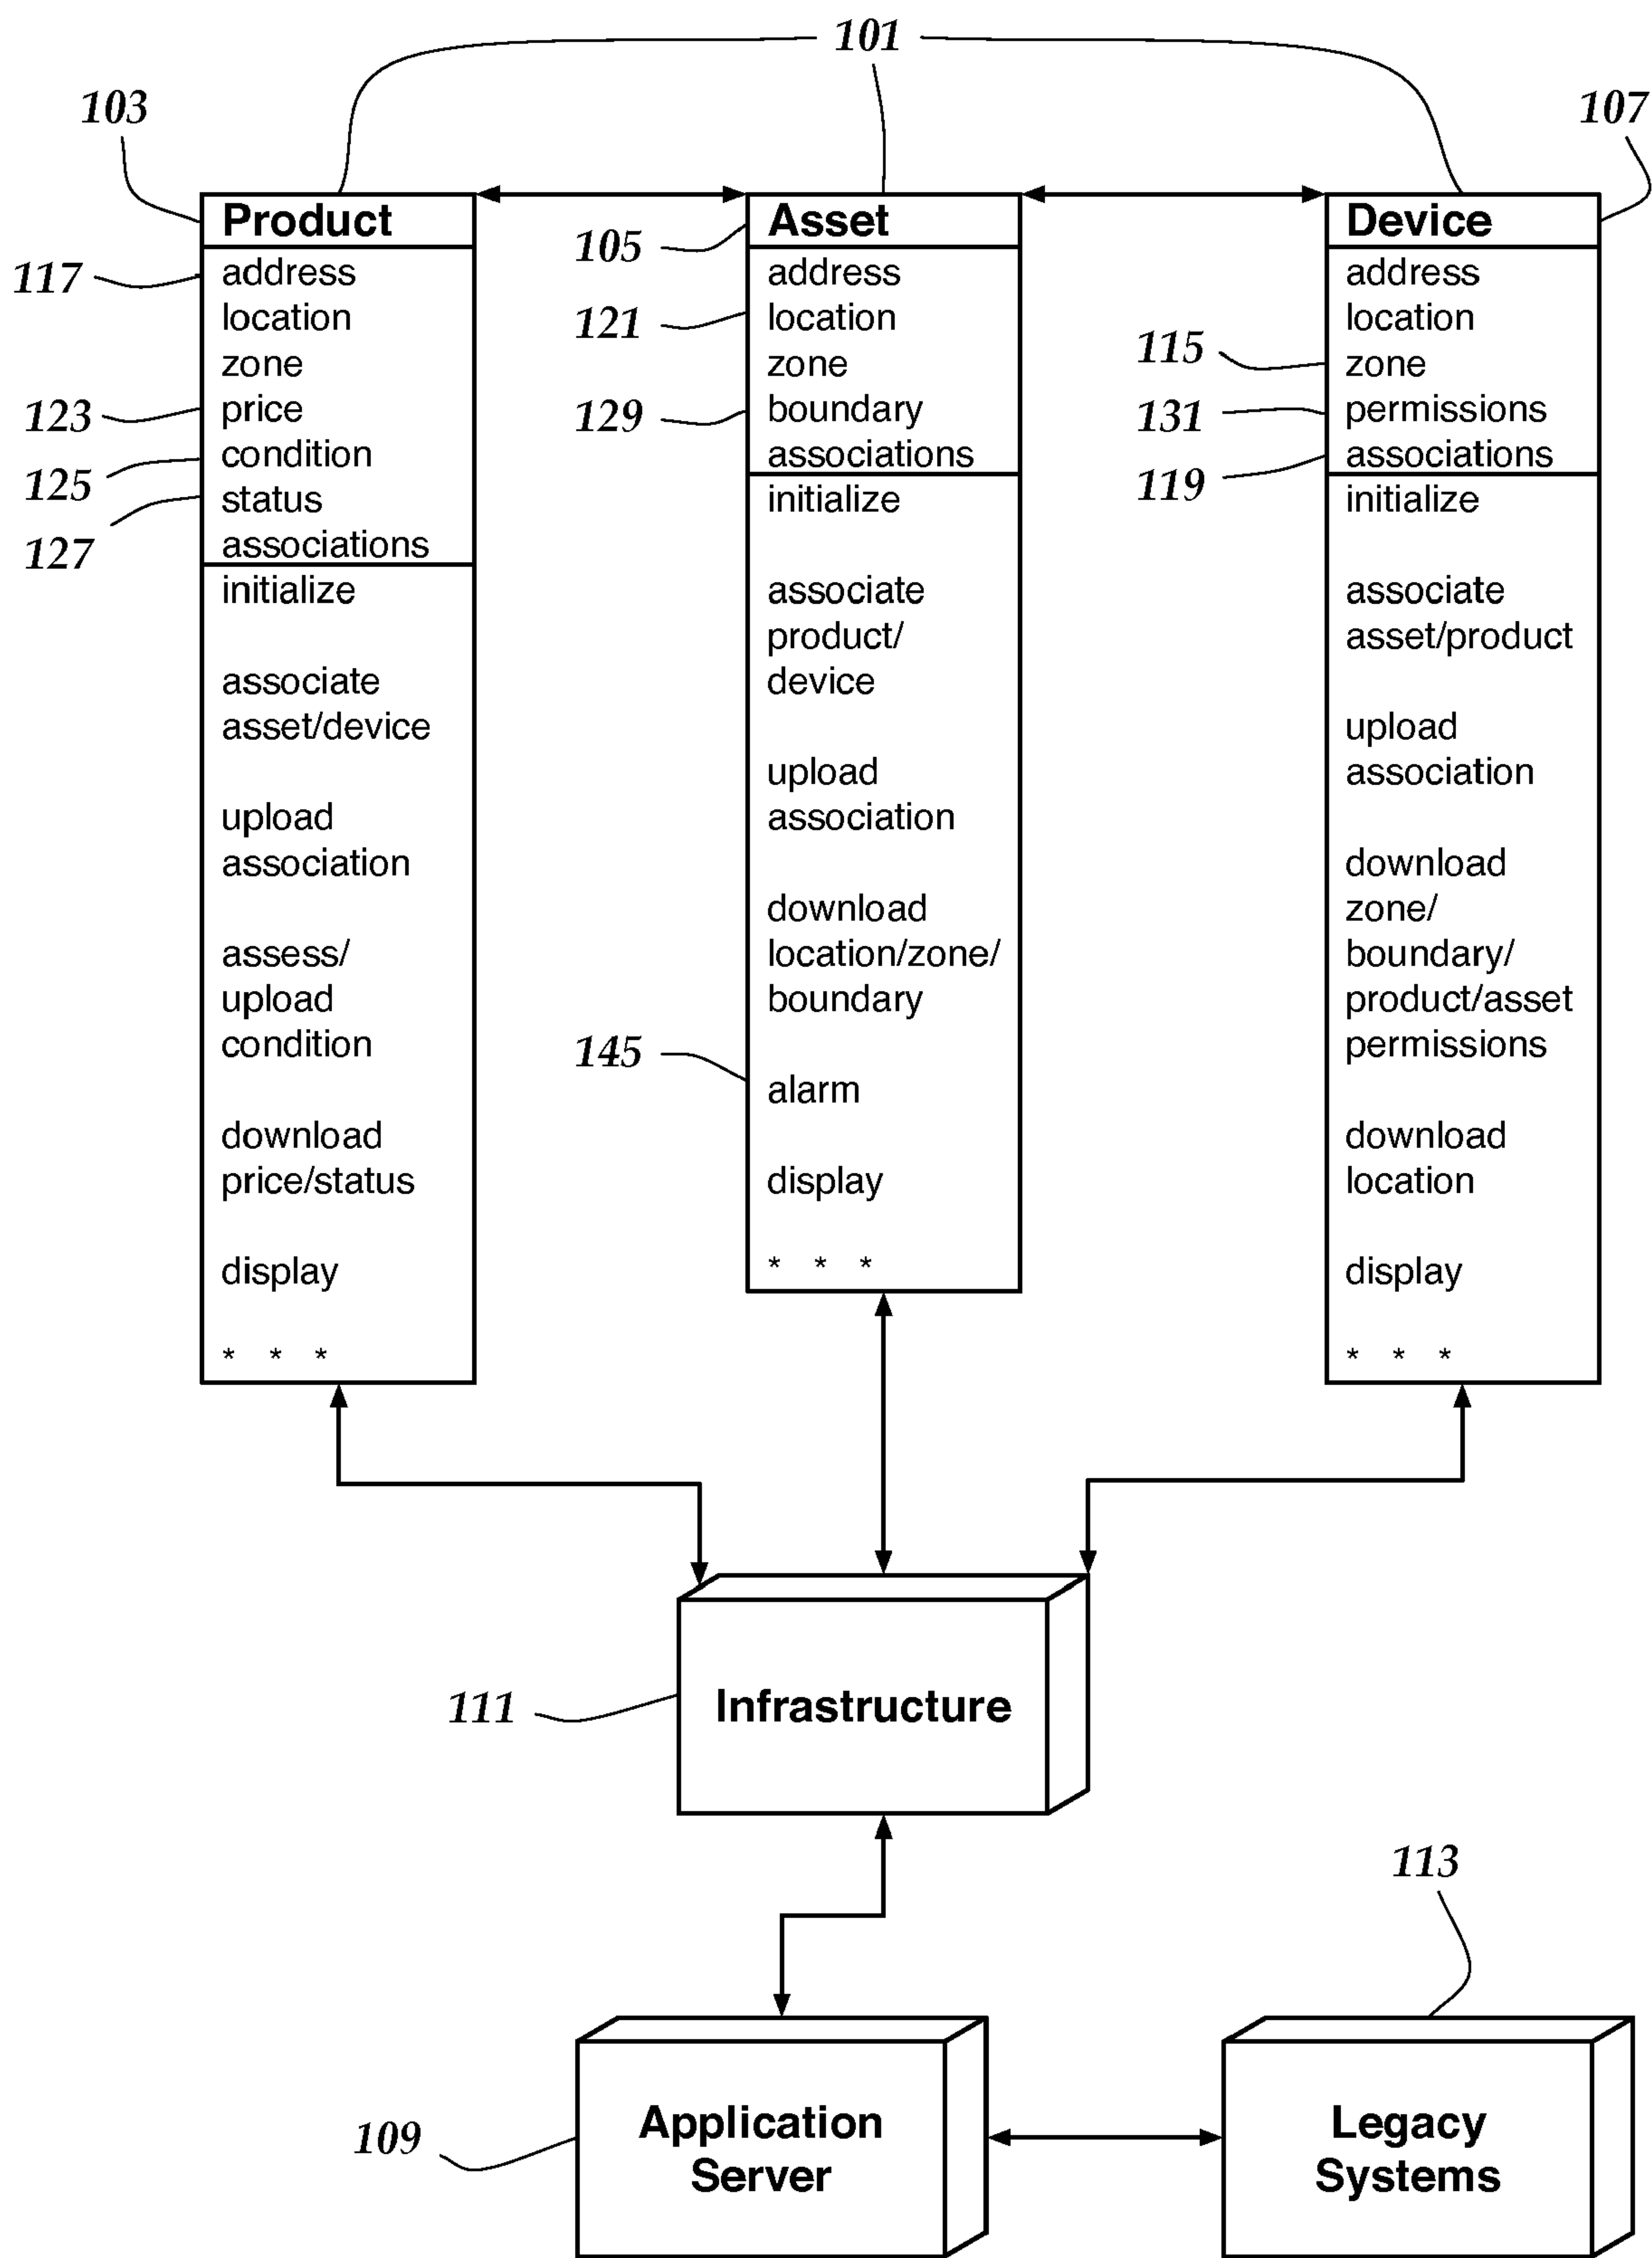 101
103
107
Product
117
address
location
zone
123
price
125
condition
127
status
associations
initialize
associate
asset/device
upload
association
assess/
upload
condition
download
price/status
display
* * *
105
Asset
address
121
location
zone
129
boundary
associations
initialize
associate
product/
device
upload
association
download
location/zone/
boundary
145
alarm
display
* * *
Device
address
location
115
zone
131
permissions
119
associations
initialize
associate
asset/product
upload
association
download
zone/
boundary/
product/asset
permissions
download
location
display
* * *
111
Infrastructure
113
109
Application
Server
Legacy
Systems